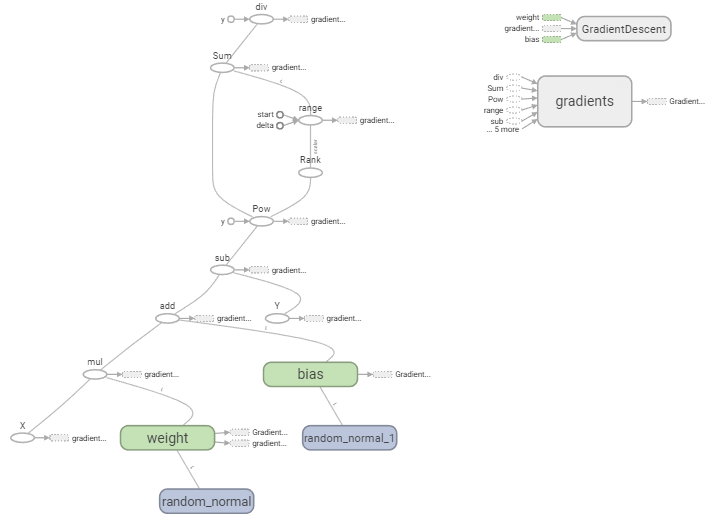 div
y
gradient...
Sum
gradient...
range
start
delta
gradient...
scalar
Rank
Pow
y
gradient...
sub
gradient...
add
gradient...
Y
gradient...
mul
gradient...
bias
Gradient...
X
gradient...
weight
Gradient...
gradient...
random_normal_1
random_normal
weight
gradient...
bias
GradientDescent
div
Sum
Pow
range
sub
... 5 more
gradients
Gradient...